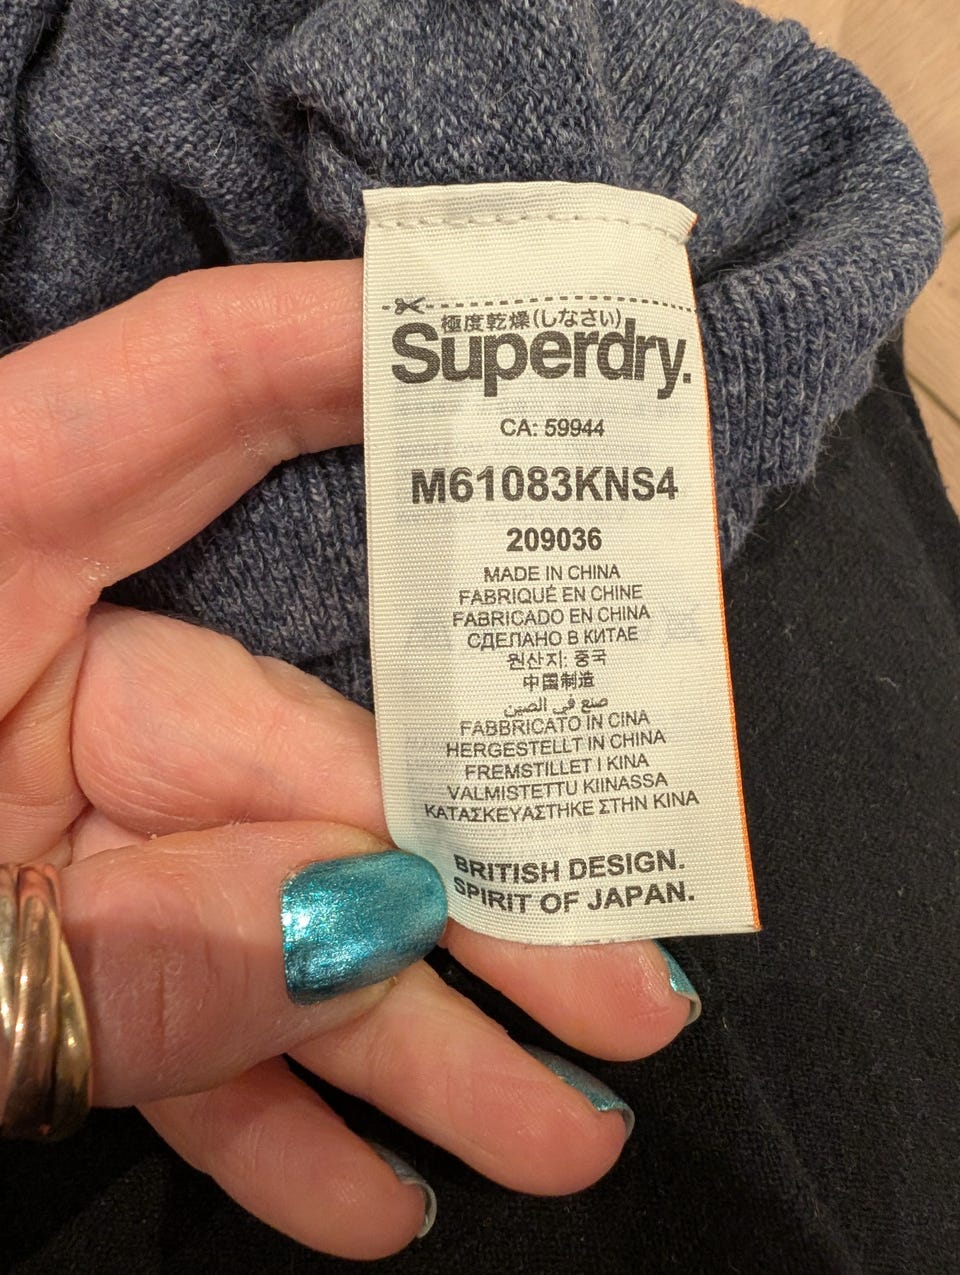 極度乾燥(しなさい)
Superdry.
CA: 59944
M61083KNS4
209036
MADE IN CHINA
FABRIQUÉ EN CHINE
FABRICADO EN CHINA
СДЕЛАНО В КИТАЕ
원산지: 중국
中国制造
صنع في الصين
FABBRICATO IN CINA
HERGESTELLT IN CHINA
FREMSTILLET I KINA
VALMISTETTU KIINASSA
ΚΑΤΑΣΚΕΥΑΣΤΗΚΕ ΣΤΗΝ ΚΙΝΑ
BRITISH DESIGN.
SPIRIT OF JAPAN.